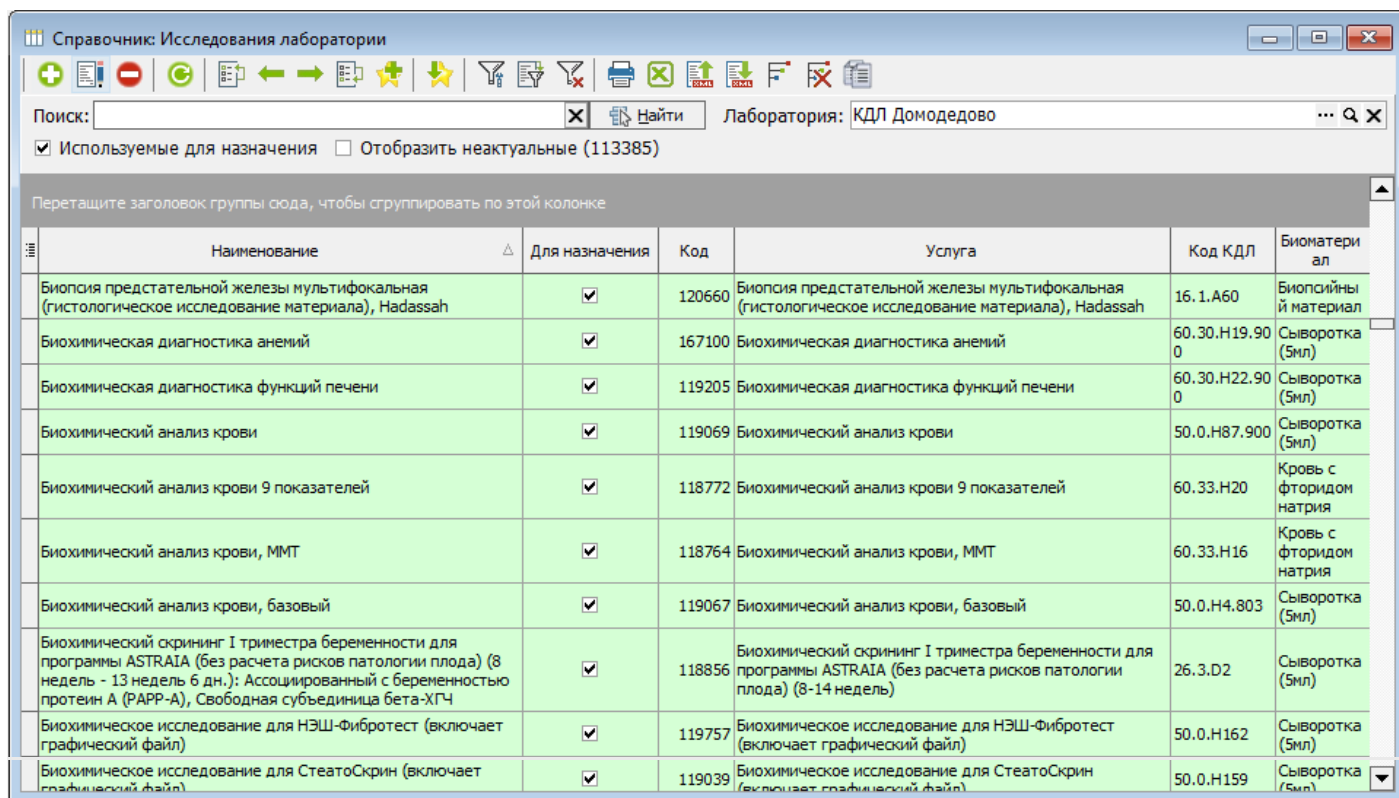 Справочник: Исследования лаборатории
XML XML
Поиск: Найти Лаборатория: КДЛ Домодедово
Используемые для назначения Отобразить неактуальные (113385)
Перетащите заголовок группы сюда, чтобы сгруппировать по этой колонке
Наименование Для назначения Код Услуга Код КДЛ Биоматери
ал
Биопсия предстательной железы мультифокальная
(гистологическое исследование материала), Hadassah
120660
Биопсия предстательной железы мультифокальная
(гистологическое исследование материала), Hadassah
16.1.A60
Биопсийны
й материал
Биохимическая диагностика анемий
167100
Биохимическая диагностика анемий
60.30.H19.90
0
Сыворотка
(5мл)
Биохимическая диагностика функций печени
119205
Биохимическая диагностика функций печени
60.30.H22.90
0
Сыворотка
(5мл)
Биохимический анализ крови
119069
Биохимический анализ крови
50.0.H87.900
Сыворотка
(5мл)
Биохимический анализ крови 9 показателей
118772
Биохимический анализ крови 9 показателей
60.33.H20
Кровь с
фторидом
натрия
Биохимический анализ крови, ММТ
118764
Биохимический анализ крови, ММТ
60.33.H16
Кровь с
фторидом
натрия
Биохимический анализ крови, базовый
119067
Биохимический анализ крови, базовый
50.0.H4.803
Сыворотка
(5мл)
Биохимический скрининг I триместра беременности для
программы ASTRAIA (без расчета рисков патологии плода) (8
недель - 13 недель 6 дн.): Ассоциированный с беременностью
протеин А (PAPP-A), Свободная субъединица бета-ХГЧ
118856
Биохимический скрининг I триместра беременности для
программы ASTRAIA (без расчета рисков патологии
плода) (8-14 недель)
26.3.D2
Сыворотка
(5мл)
Биохимическое исследование для НЭШ-Фибротест (включает
графический файл)
119757
Биохимическое исследование для НЭШ-Фибротест
(включает графический файл)
50.0.H162
Сыворотка
(5мл)
Биохимическое исследование для СтеатоСкрин (включает
графический файл)
119039
Биохимическое исследование для СтеатоСкрин
(включает графический файл)
50.0.H159
Сыворотка
(5мл)